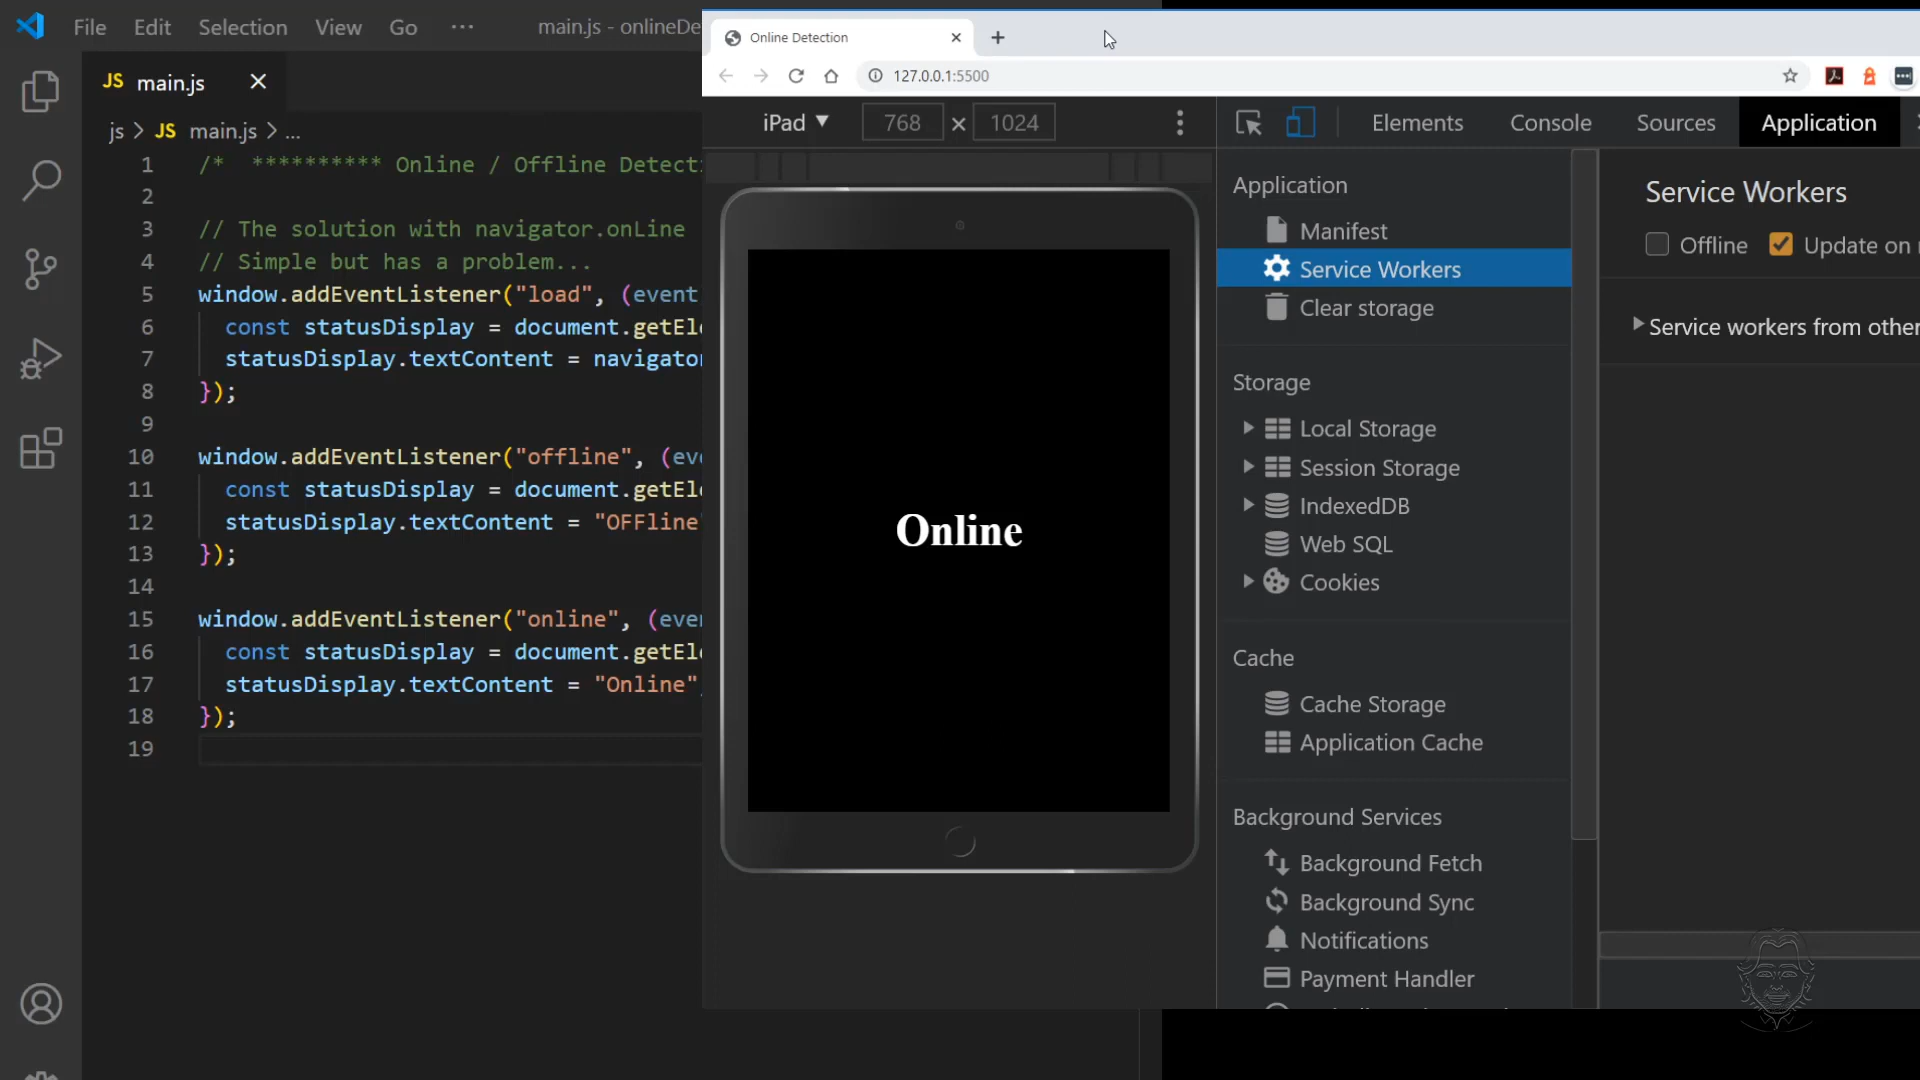 File Edit Selection View Go ... main.js - onlineDe
JS main.js
js > JS main.js > ...
1 /* ********** Online / Offline Detecti
2
3 // The solution with navigator.onLine
4 // Simple but has a problem...
5 window.addEventListener("load", (event
6 const statusDisplay = document.getEle
7 statusDisplay.textContent = navigator
8 });
9
10 window.addEventListener("offline", (eve
11 const statusDisplay = document.getEle
12 statusDisplay.textContent = "OFFline"
13 });
14
15 window.addEventListener("online", (even
16 const statusDisplay = document.getEle
17 statusDisplay.textContent = "Online"
18 });
19
Online Detection
127.0.0.1:5500
iPad 768 × 1024
Online
Elements Console Sources Application
Application
Manifest
Service Workers
Clear storage
Storage
Local Storage
Session Storage
IndexedDB
Web SQL
Cookies
Cache
Cache Storage
Application Cache
Background Services
Background Fetch
Background Sync
Notifications
Payment Handler
Service Workers
Offline Update on
Service workers from other